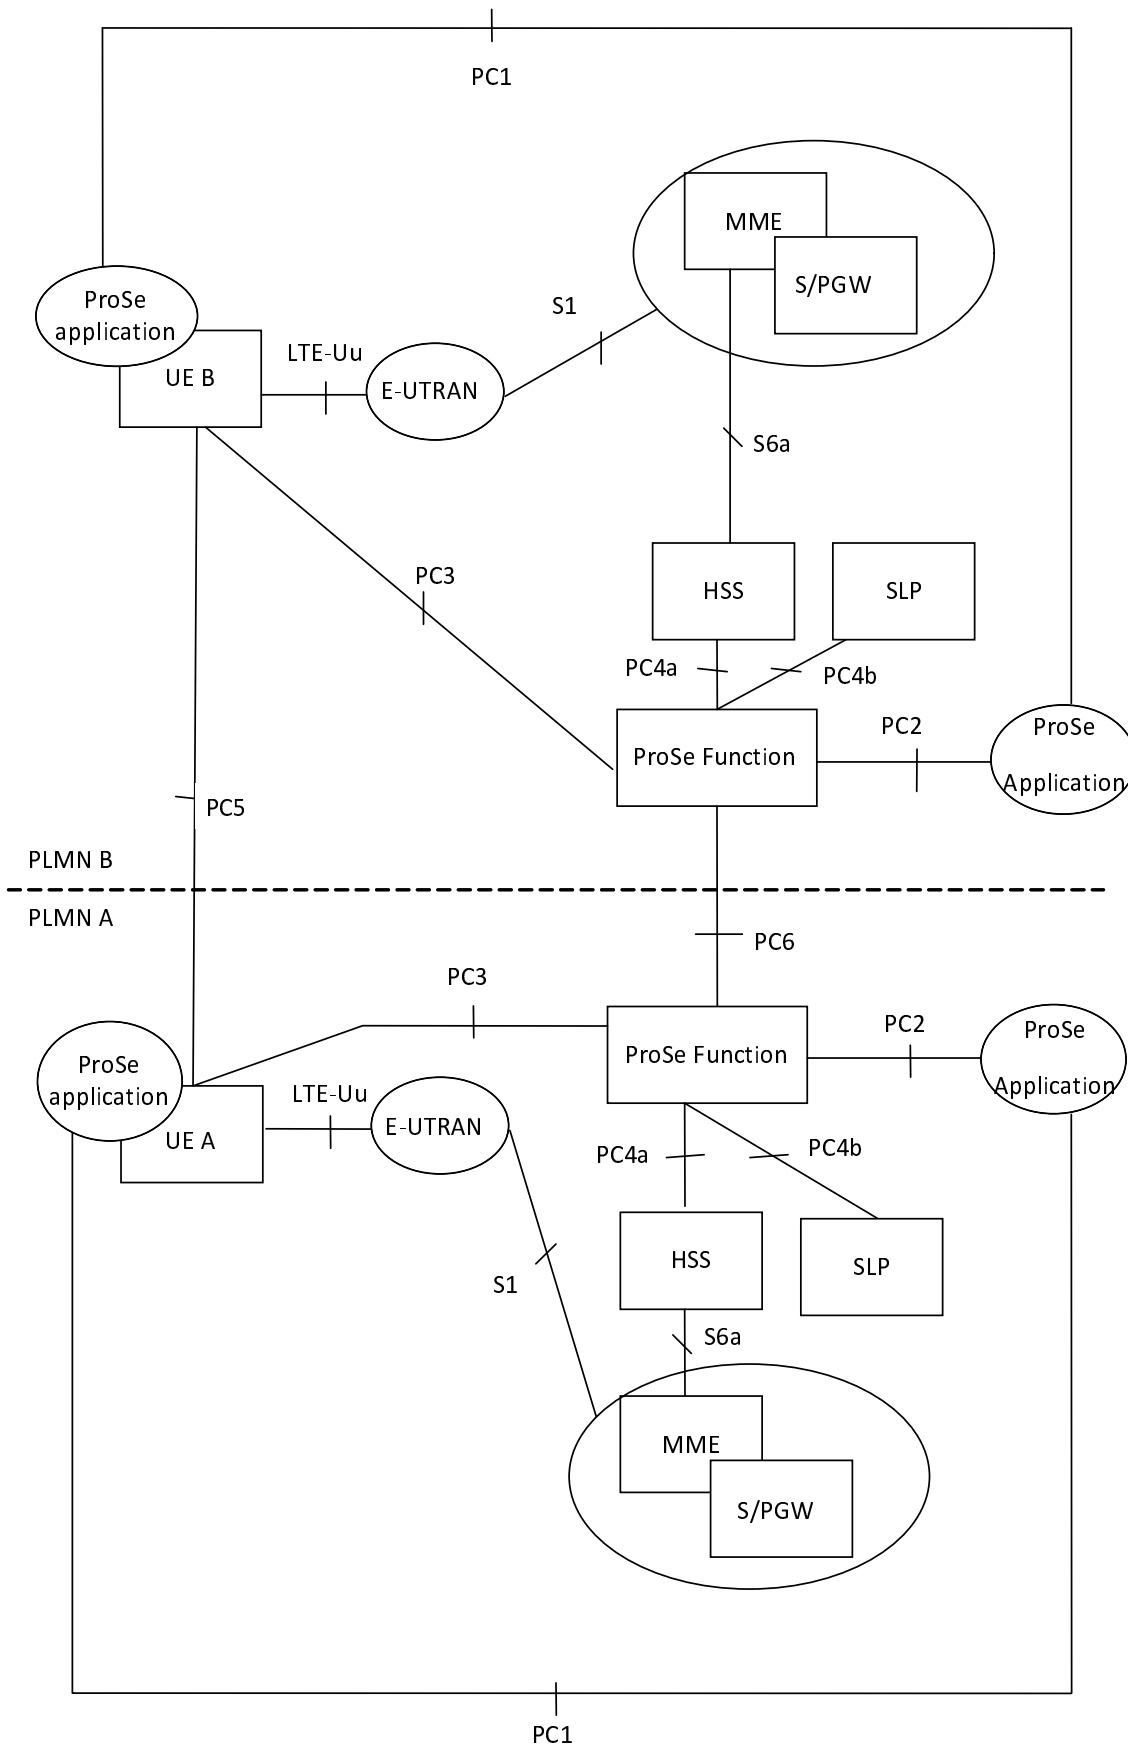 PC1
MME
S/PGW
ProSe
application
S1
LTE-Uu
UE B
E-UTRAN
S6a
PC3
HSS
SLP
PC4a
PC4b
ProSe
PC2
ProSe Function
Application
PC5
PLMN B
PLMN A
PC6
PC3
ProSe
application
ProSe Function
PC2
ProSe
Application
LTE-Uu
E-UTRAN
UE A
PC4a
PC4b
HSS
SLP
S1
S6a
MME
S/PGW
PC1